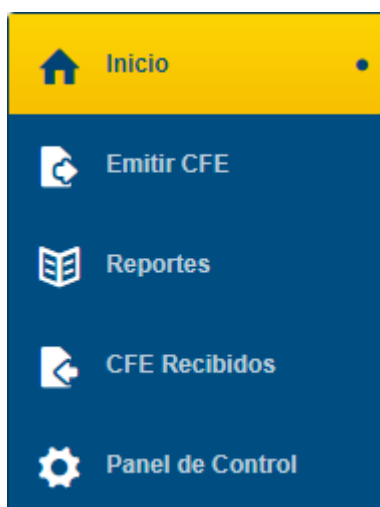 Inicio
Emitir CFE
Reportes
CFE Recibidos
Panel de Control